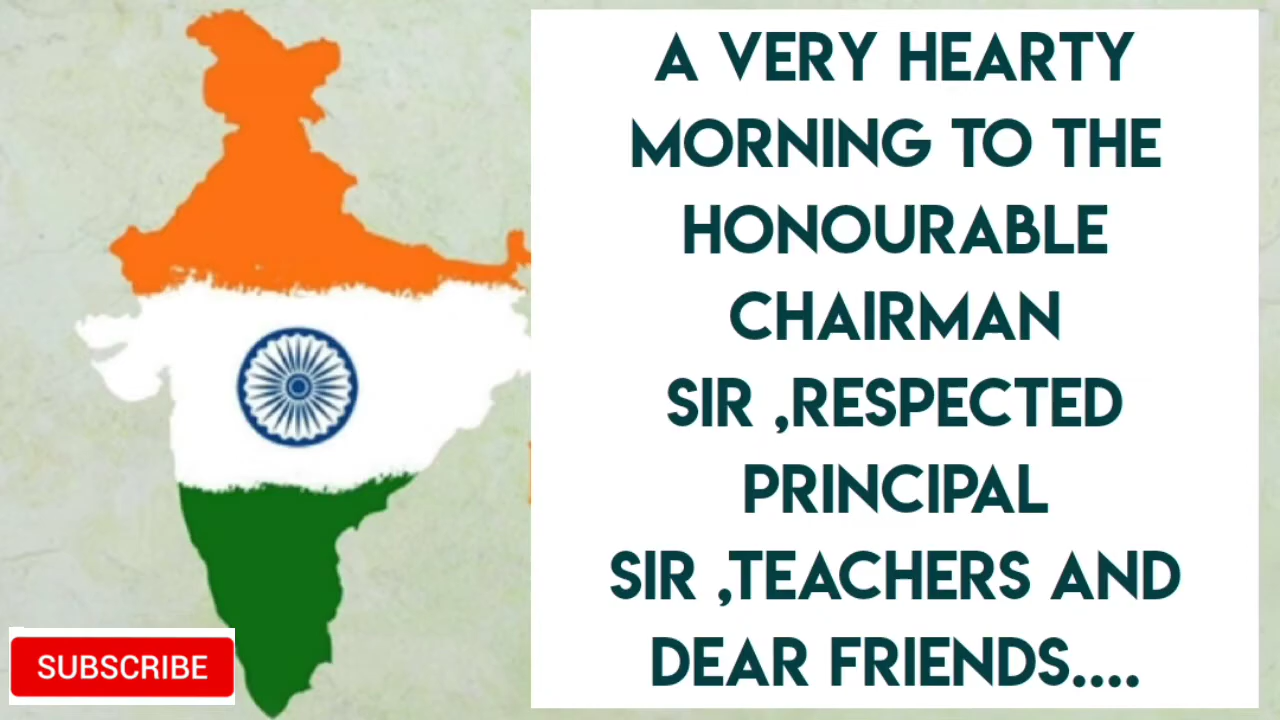 A VERY HEARTY
MORNING TO THE
HONOURABLE
CHAIRMAN
SIR ,RESPECTED
PRINCIPAL
SIR ,TEACHERS AND
DEAR FRIENDS....
SUBSCRIBE